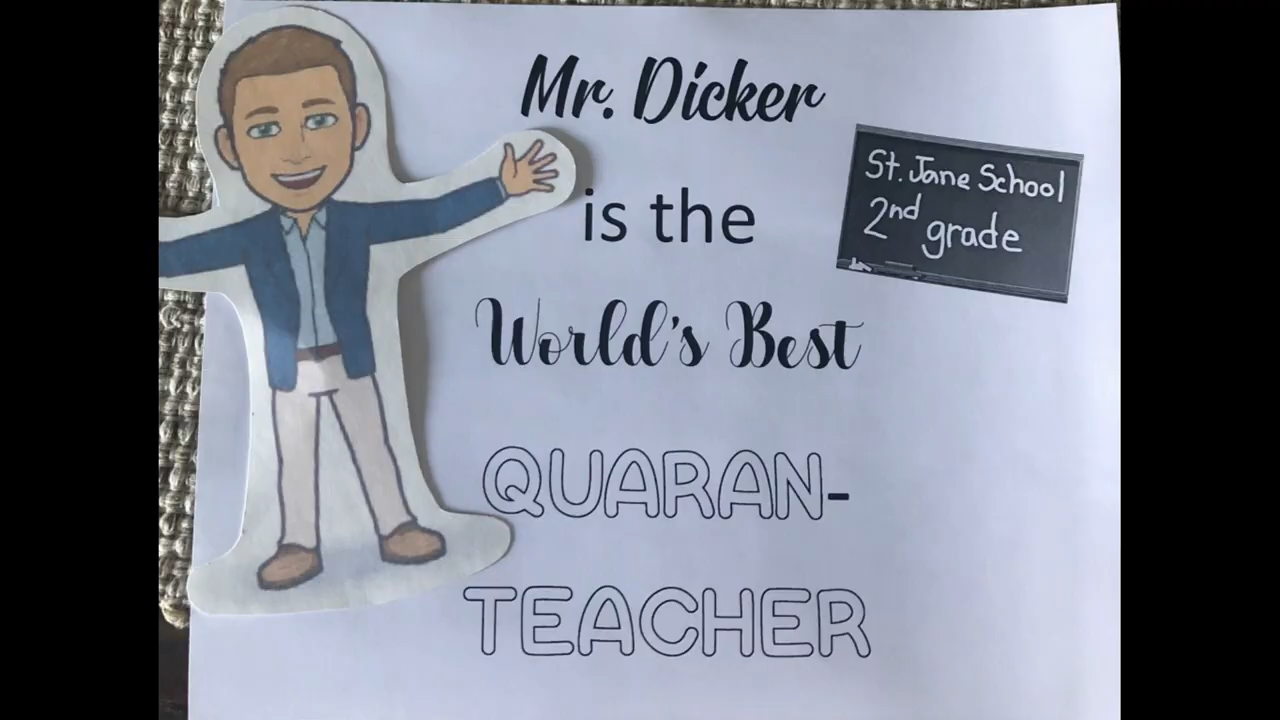 Mr. Dicker
is the
World's Best
QUARAN-
TEACHER
St. Jane School
2nd grade